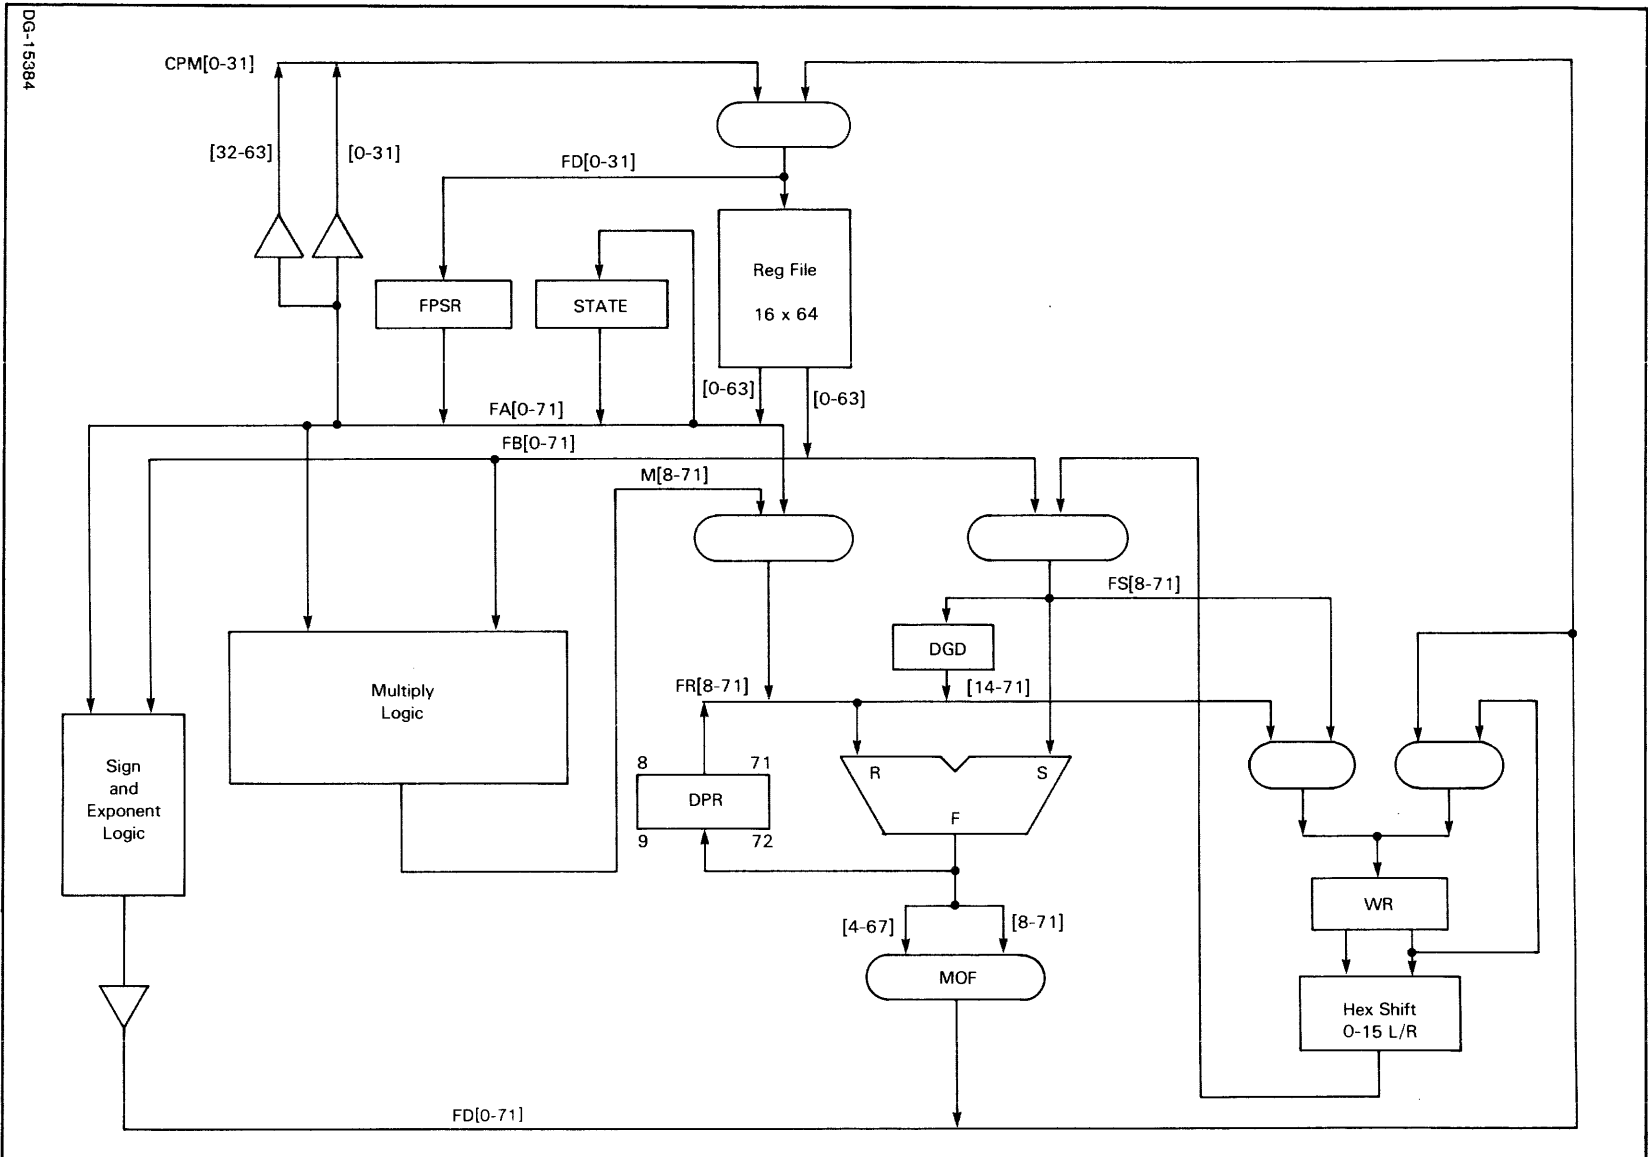 DG-15384
CPM[0-31]
[32-63]
[0-31]
FD[0-31]
Reg File
16 x 64
FPSR
STATE
[0-63]
[0-63]
FA[0-71]
FB[0-71]
M[8-71]
FS[8-71]
DGD
FR[8-71]
[14-71]
Multiply
Logic
Sign
and
Exponent
Logic
8
71
DPR
9
72
R
S
F
[4-67]
[8-71]
MOF
WR
Hex Shift
0-15 L/R
FD[0-71]